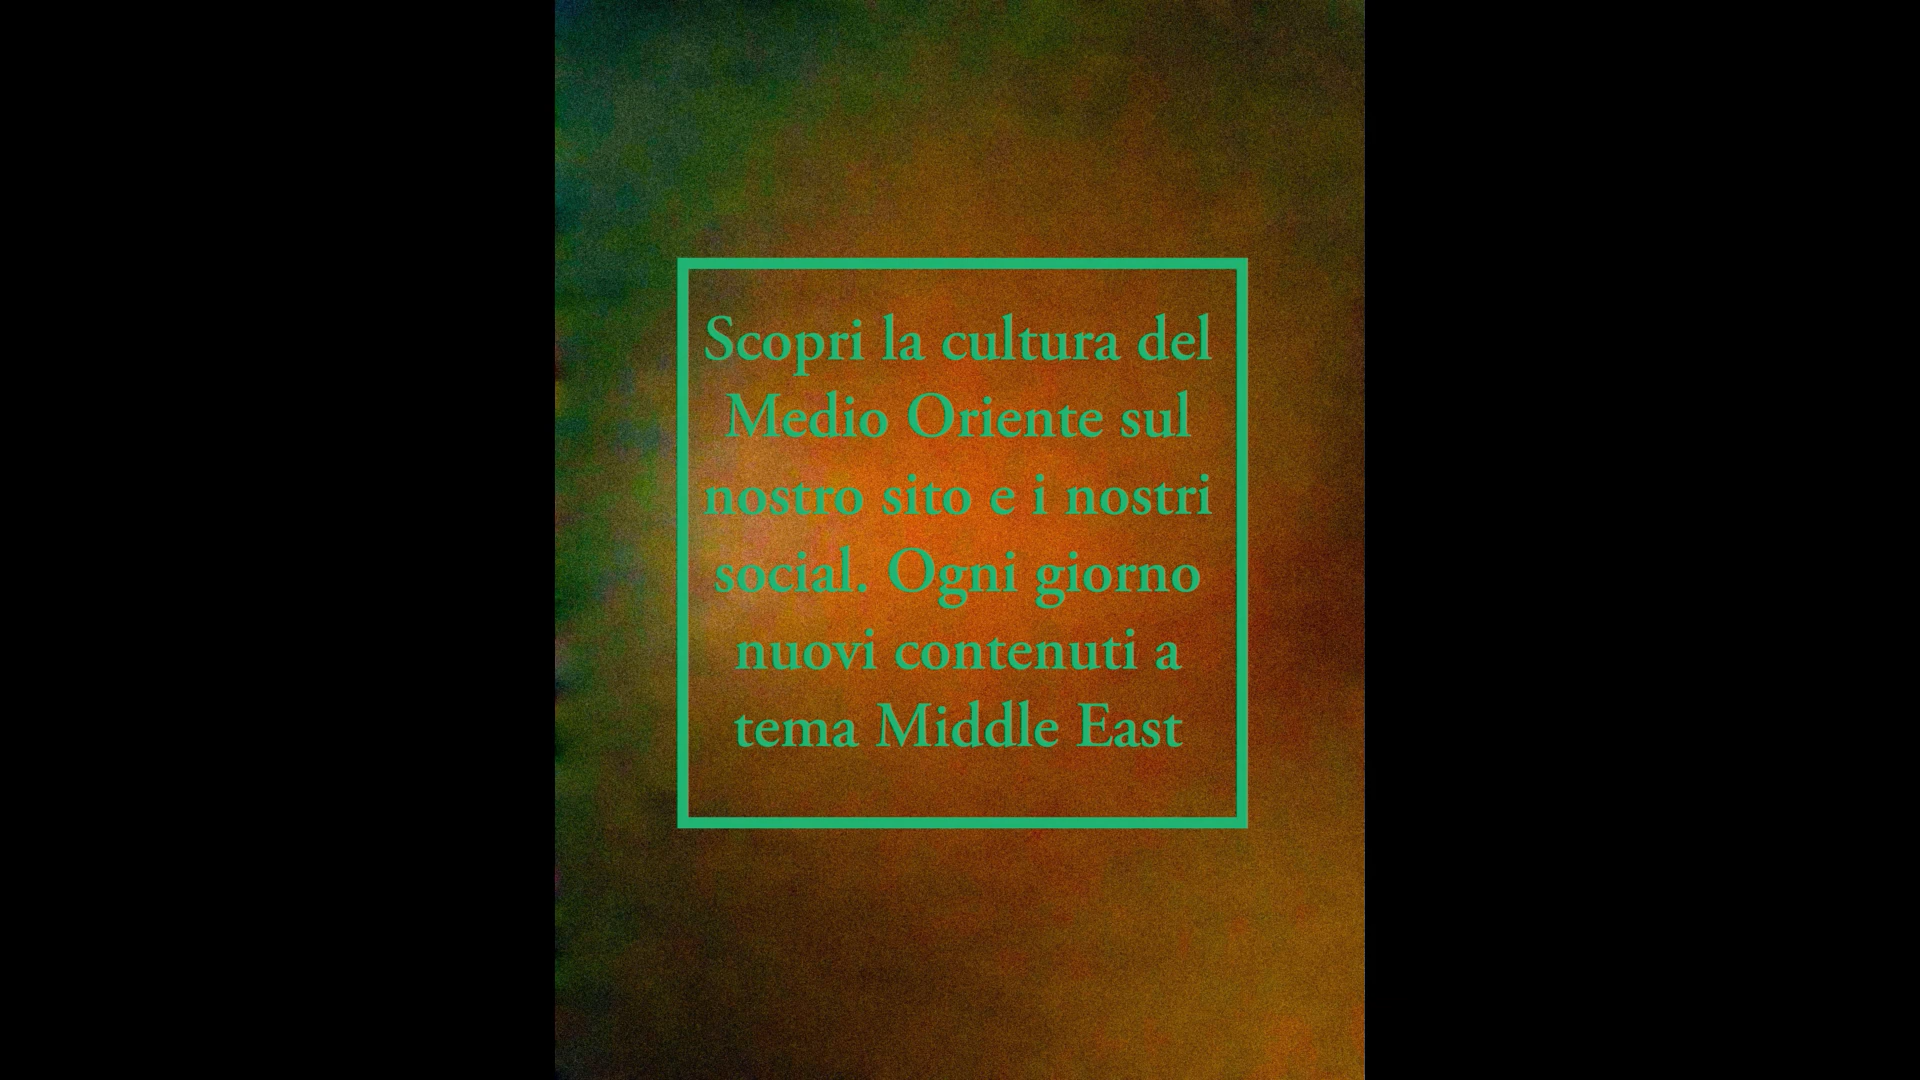 Scopri la cultura del
Medio Oriente sul
nostro sito e i nostri
social. Ogni giorno
nuovi contenuti a
tema Middle East